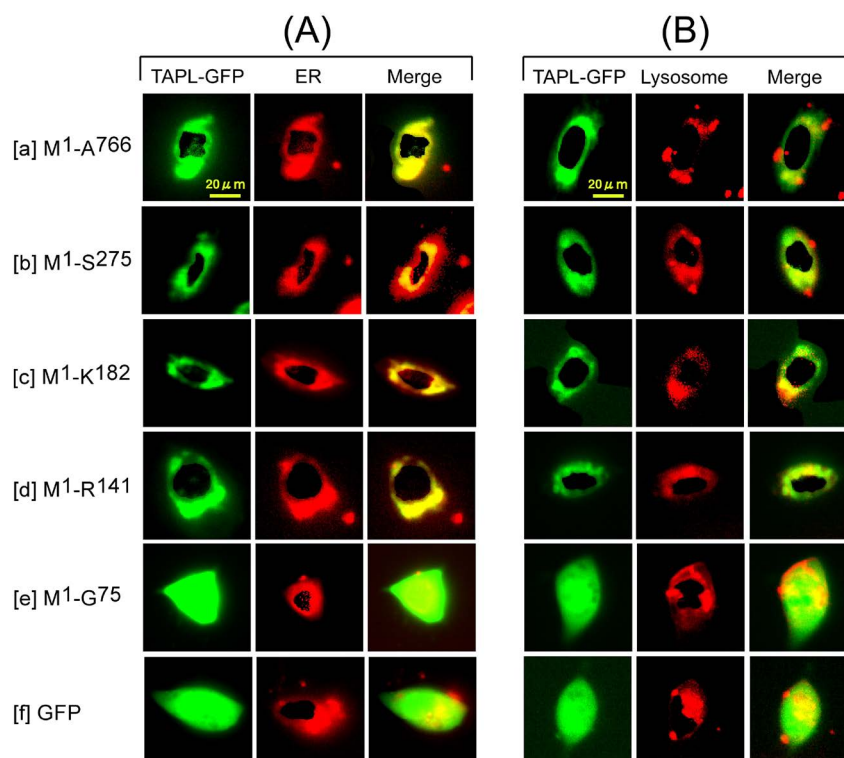 (A) (B)
TAPL-GFP ER Merge TAPL-GFP Lysosome Merge
[a] M1-A766
20 μm 20 μm
[b] M1-S275
[c] M1-K182
[d] M1-R141
[e] M1-G75
[f] GFP